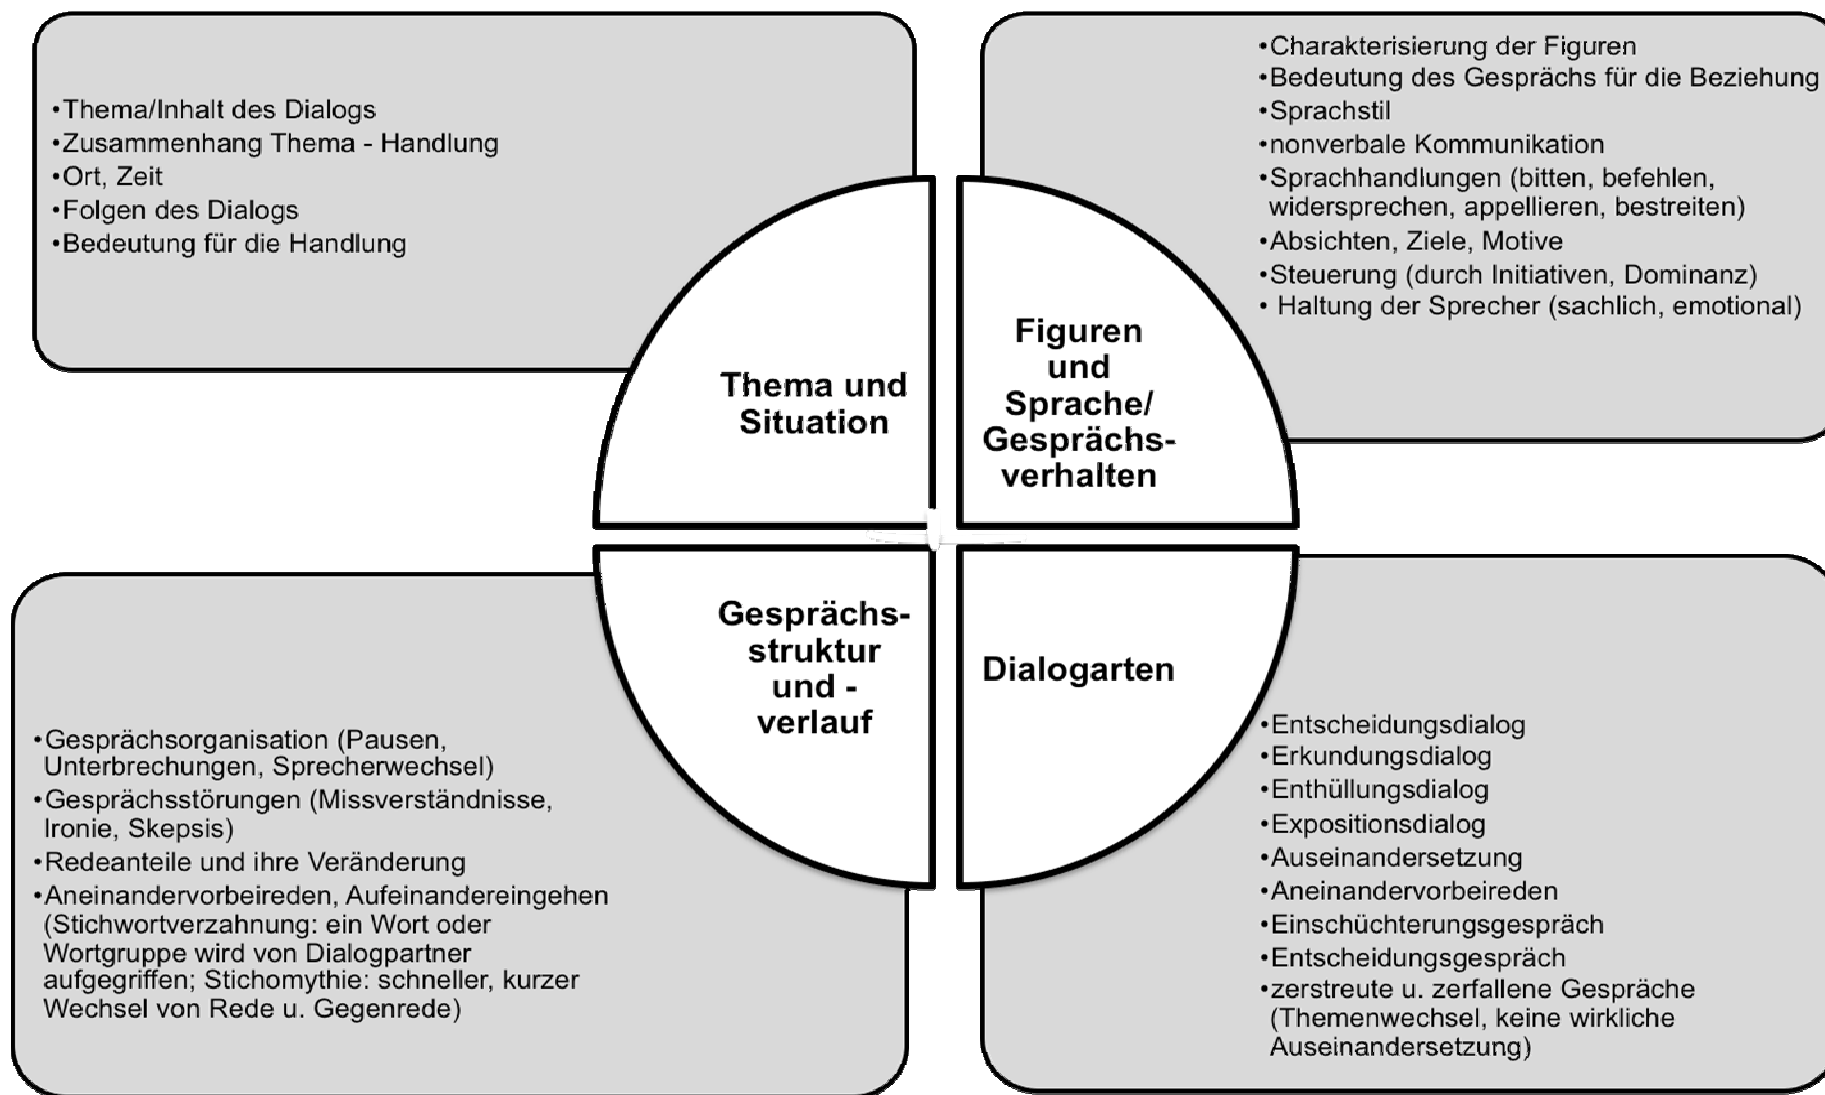 •Thema/Inhalt des Dialogs
•Zusammenhang Thema - Handlung
•Ort, Zeit
•Folgen des Dialogs
•Bedeutung für die Handlung
•Charakterisierung der Figuren
•Bedeutung des Gesprächs für die Beziehung
•Sprachstil
•nonverbale Kommunikation
•Sprachhandlungen (bitten, befehlen,
widersprechen, appellieren, bestreiten)
•Absichten, Ziele, Motive
•Steuerung (durch Initiativen, Dominanz)
• Haltung der Sprecher (sachlich, emotional)
Thema und
Situation
Figuren
und
Sprache/
Gesprächs-
verhalten
Gesprächs-
struktur
und -
verlauf
Dialogarten
•Gesprächsorganisation (Pausen,
Unterbrechungen, Sprecherwechsel)
•Gesprächsstörungen (Missverständnisse,
Ironie, Skepsis)
•Redeanteile und ihre Veränderung
•Aneinandervorbeireden, Aufeinandereingehen
(Stichwortverzahnung: ein Wort oder
Wortgruppe wird von Dialogpartner
aufgegriffen; Stichomythie: schneller, kurzer
Wechsel von Rede u. Gegenrede)
•Entscheidungsdialog
•Erkundungsdialog
•Enthüllungsdialog
•Expositionsdialog
•Auseinandersetzung
•Aneinandervorbeireden
•Einschüchterungsgespräch
•Entscheidungsgespräch
•zerstreute u. zerfallene Gespräche
(Themenwechsel, keine wirkliche
Auseinandersetzung)